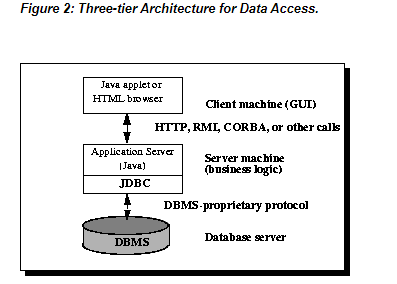 Figure 2: Three-tier Architecture for Data Access.
Java applet or
HTML browser
Client machine (GUI)
HTTP, RMI, CORBA, or other calls
Application Server
(Java)
JDBC
Server machine
(business logic)
DBMS-proprietary protocol
DBMS
Database server